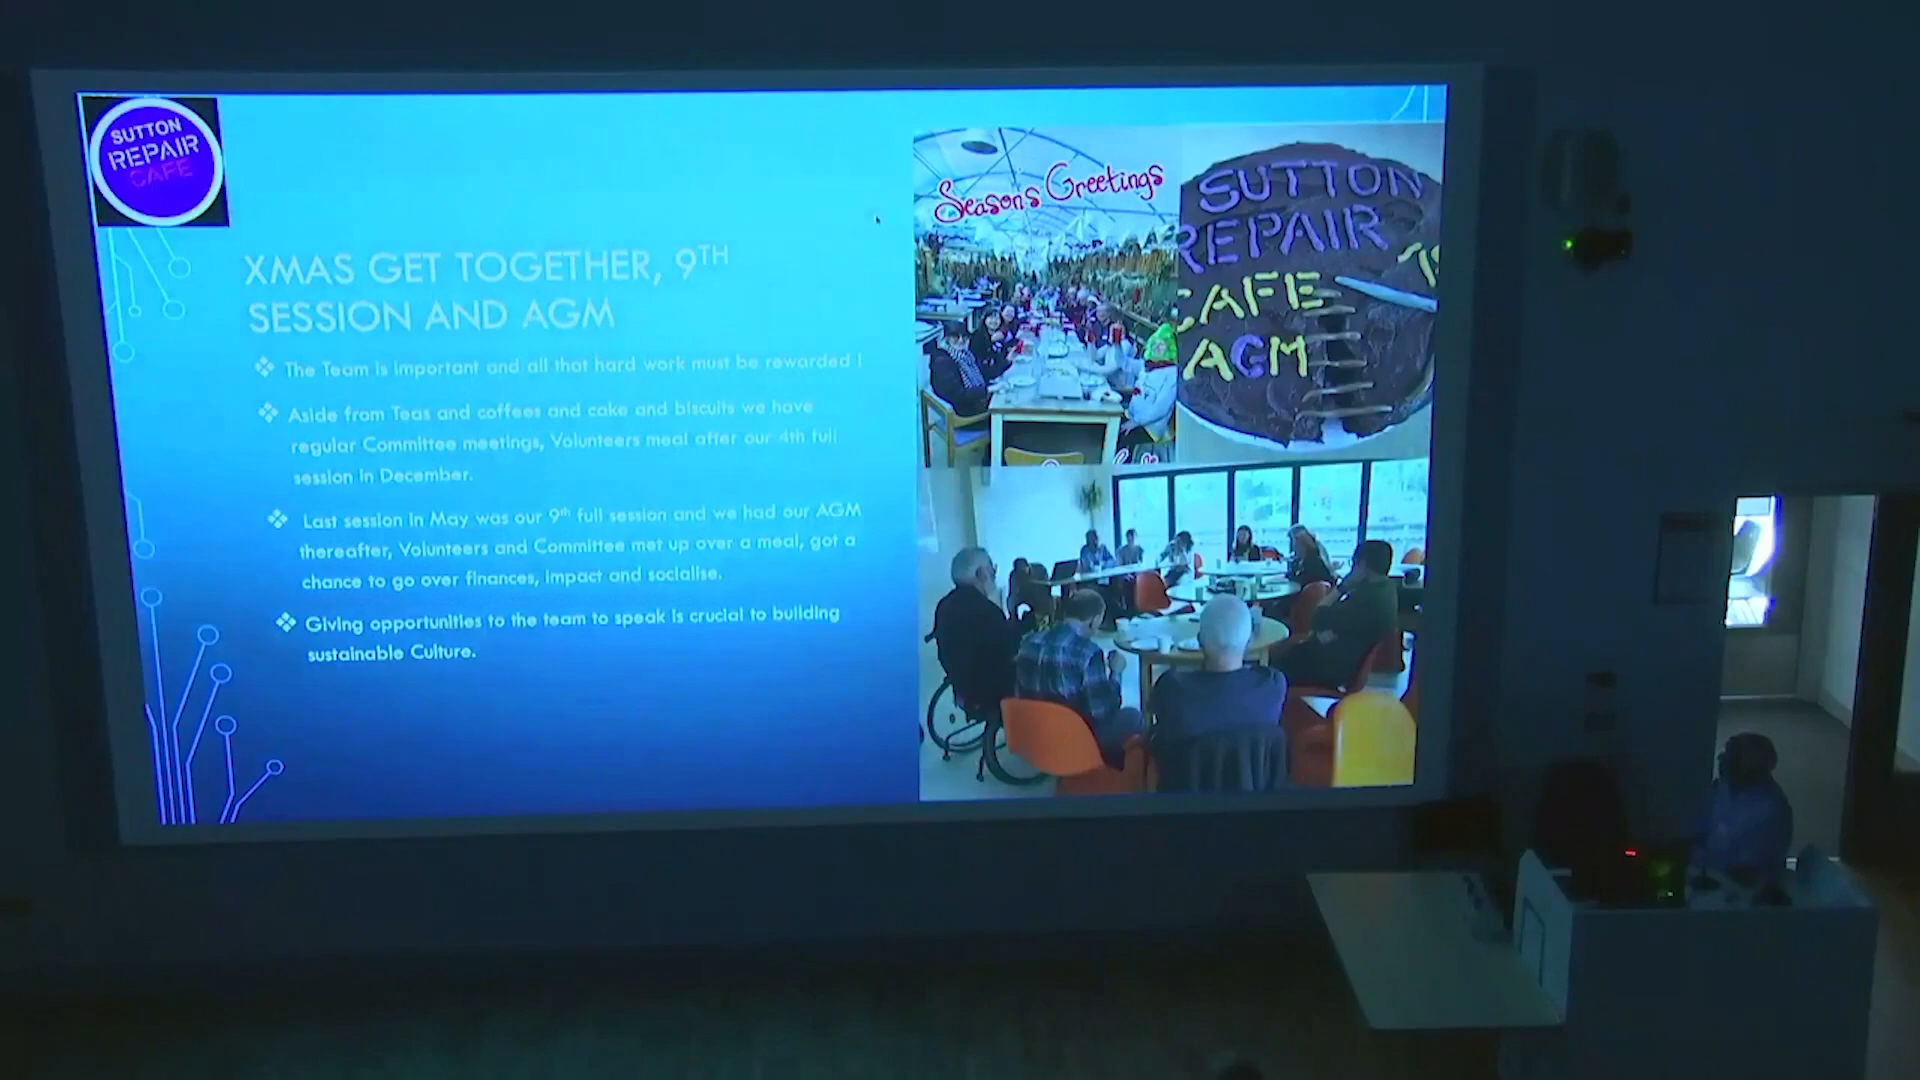 SUTTON
REPAIR
CAFE
XMAS GET TOGETHER, 9TH
SESSION AND AGM
❖ The Team is important and all that hard work must be rewarded !
❖ Aside from Teas and coffees and cake and biscuits we have
regular Committee meetings, Volunteers meal after our 4th full
session in December.
❖ Last session in May was our 9th full session and we had our AGM
thereafter, Volunteers and Committee met up over a meal, got a
chance to go over finances, impact and socialise.
❖ Giving opportunities to the team to speak is crucial to building
sustainable Culture.
Seasons Greetings
SUTTON
REPAIR
CAFE
AGM